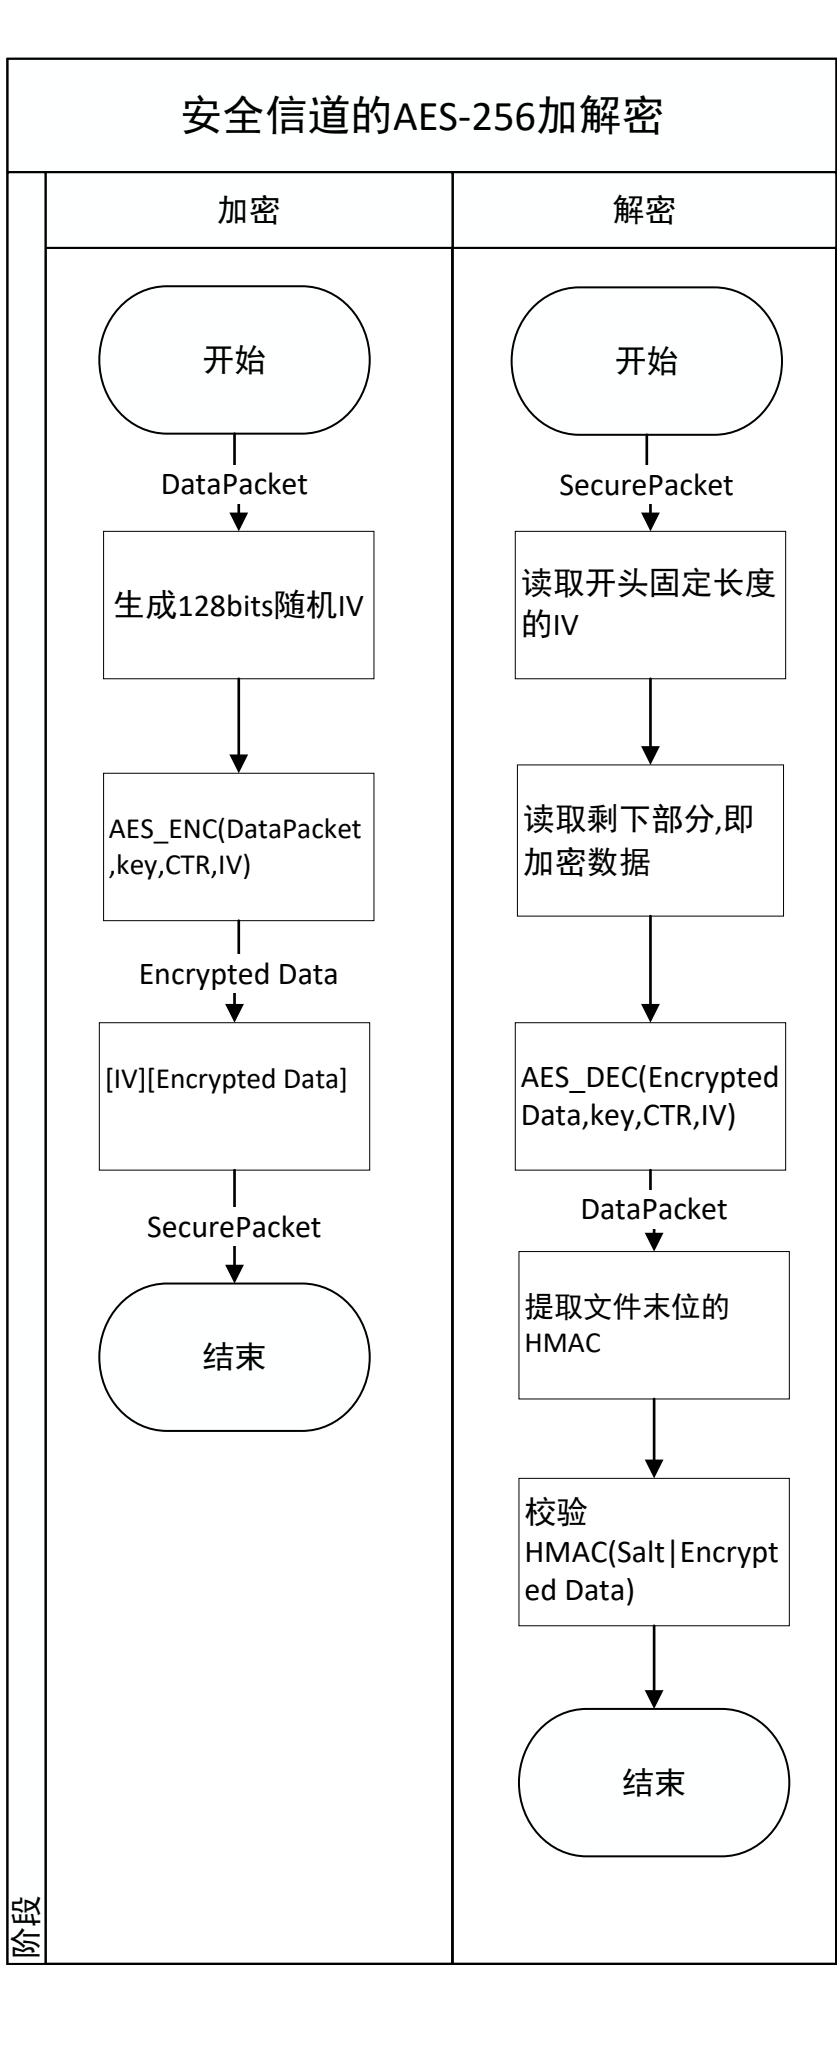 安全信道的AES-256加解密
加密
解密
开始
DataPacket
生成128bits随机IV
AES_ENC(DataPacket
,key,CTR,IV)
Encrypted Data
[IV][Encrypted Data]
SecurePacket
结束
开始
SecurePacket
读取开头固定长度
的IV
读取剩下部分,即
加密数据
AES_DEC(Encrypted
Data,key,CTR,IV)
DataPacket
提取文件末位的
HMAC
校验
HMAC(Salt|Encrypt
ed Data)
结束
阶段